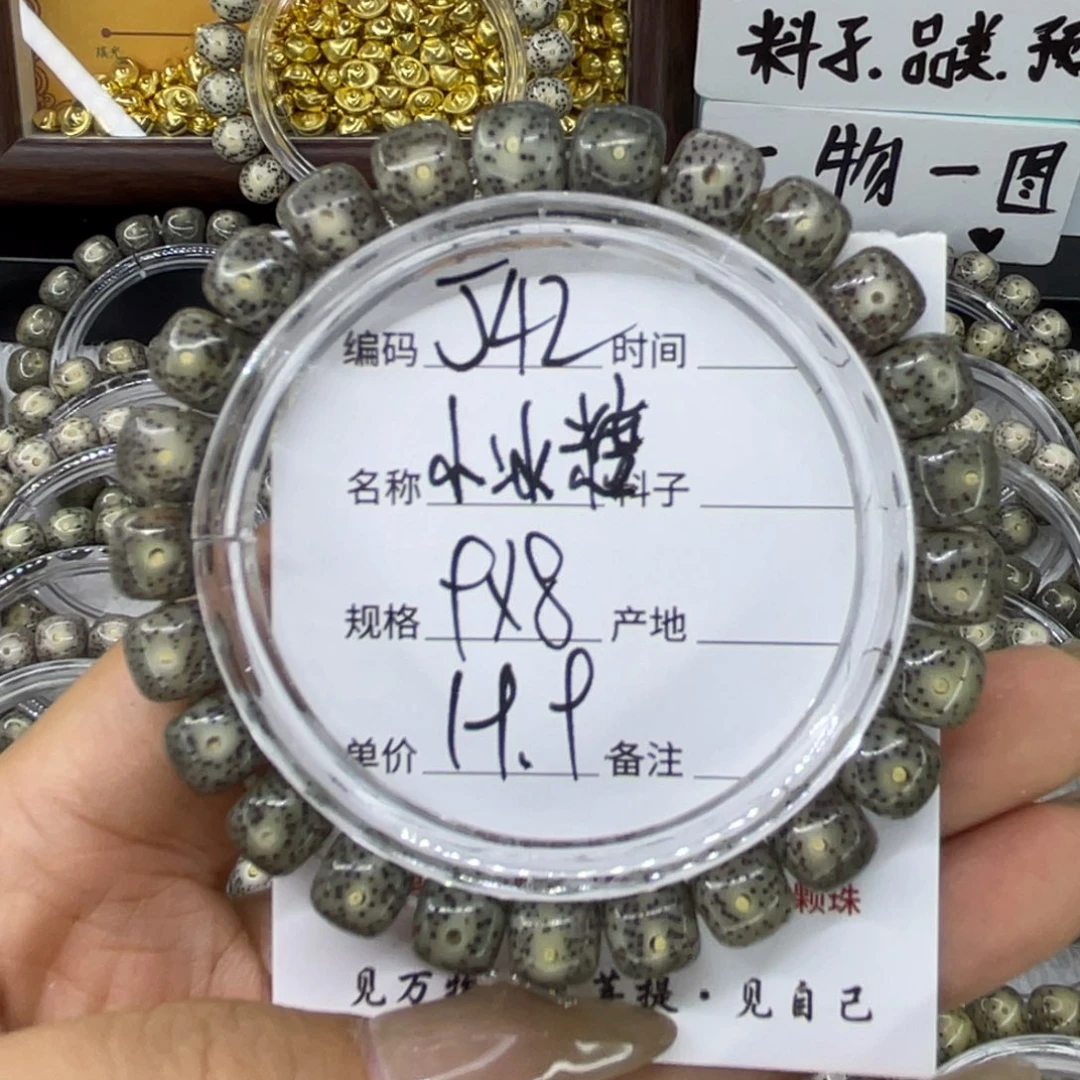 料子.品类.
一物一图
编码 J42 时间
名称 小冰糖 料子
规格 9X8 产地
单价 14.9 备注
颗珠
见万物 菩提·见自己